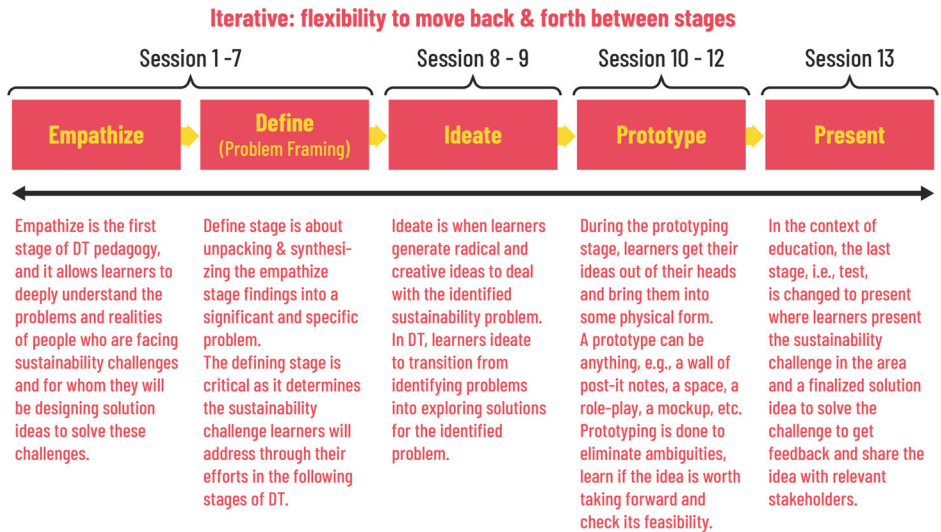 Iterative: flexibility to move back & forth between stages
Session 1 -7
Session 8 - 9
Session 10 - 12
Session 13
Empathize
Define
(Problem Framing)
Ideate
Prototype
Present
Empathize is the first
stage of DT pedagogy,
and it allows learners to
deeply understand the
problems and realities
of people who are facing
sustainability challenges
and for whom they will
be designing solution
ideas to solve these
challenges.
Define stage is about
unpacking & synthesi-
zing the empathize
stage findings into a
significant and specific
problem.
The defining stage is
critical as it determines
the sustainability
challenge learners will
address through their
efforts in the following
stages of DT.
Ideate is when learners
generate radical and
creative ideas to deal
with the identified
sustainability problem.
In DT, learners ideate
to transition from
identifying problems
into exploring solutions
for the identified
problem.
During the prototyping
stage, learners get their
ideas out of their heads
and bring them into
some physical form.
A prototype can be
anything, e.g., a wall of
post-it notes, a space, a
role-play, a mockup, etc.
Prototyping is done to
eliminate ambiguities,
learn if the idea is worth
taking forward and
check its feasibility.
In the context of
education, the last
stage, i.e., test,
is changed to present
where learners present
the sustainability
challenge in the area
and a finalized solution
idea to solve the
challenge to get
feedback and share the
idea with relevant
stakeholders.